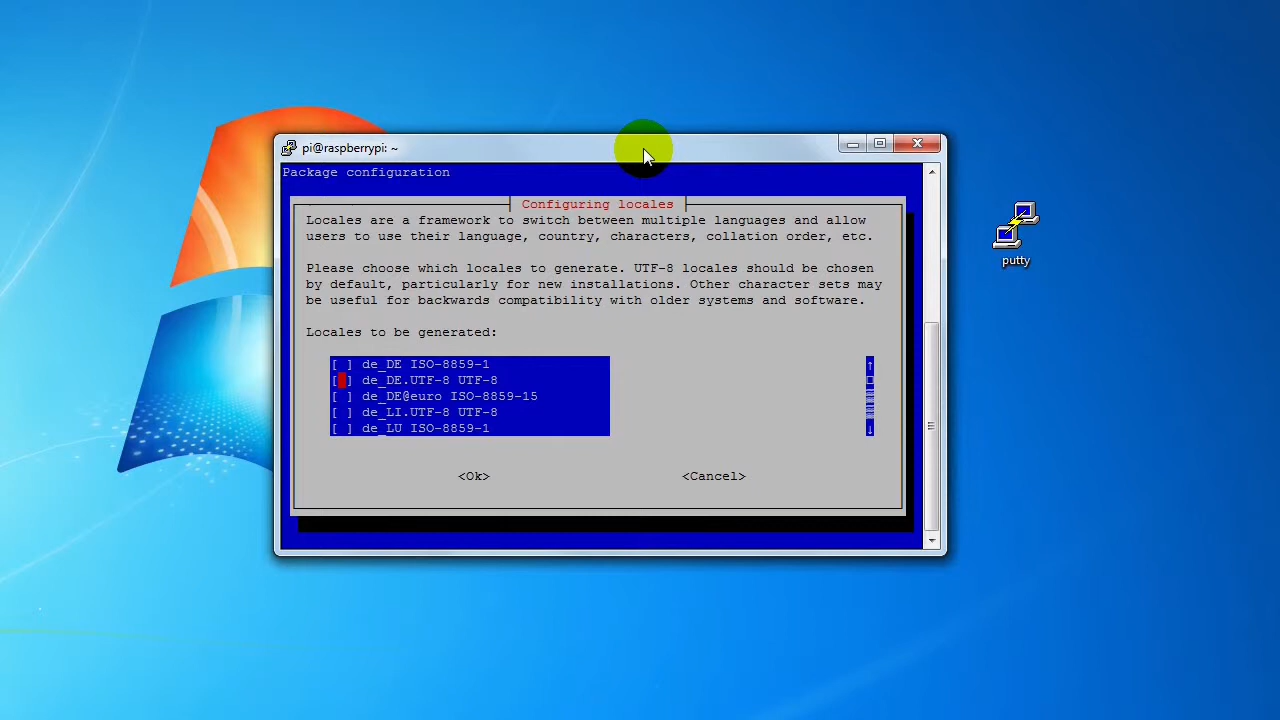 pi@raspberrypi: ~
Package configuration
Configuring locales
Locales are a framework to switch between multiple languages and allow
users to use their language, country, characters, collation order, etc.
Please choose which locales to generate. UTF-8 locales should be chosen
by default, particularly for new installations. Other character sets may
be useful for backwards compatibility with older systems and software.
Locales to be generated:
[ ] de_DE ISO-8859-1
[ ] de_DE.UTF-8 UTF-8
[ ] de_DE@euro ISO-8859-15
[ ] de_LI.UTF-8 UTF-8
[ ] de_LU ISO-8859-1
<Ok> <Cancel>
putty